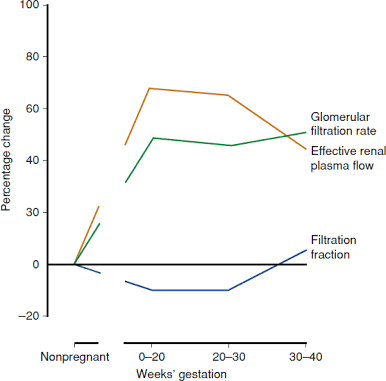 Percentage change
100
80
60
40
30
0
–20
Glomerular
filtration rate
Effective renal
plasma flow
Filtration
fraction
Nonpregnant
0–20
20–30
30–40
Weeks’ gestation